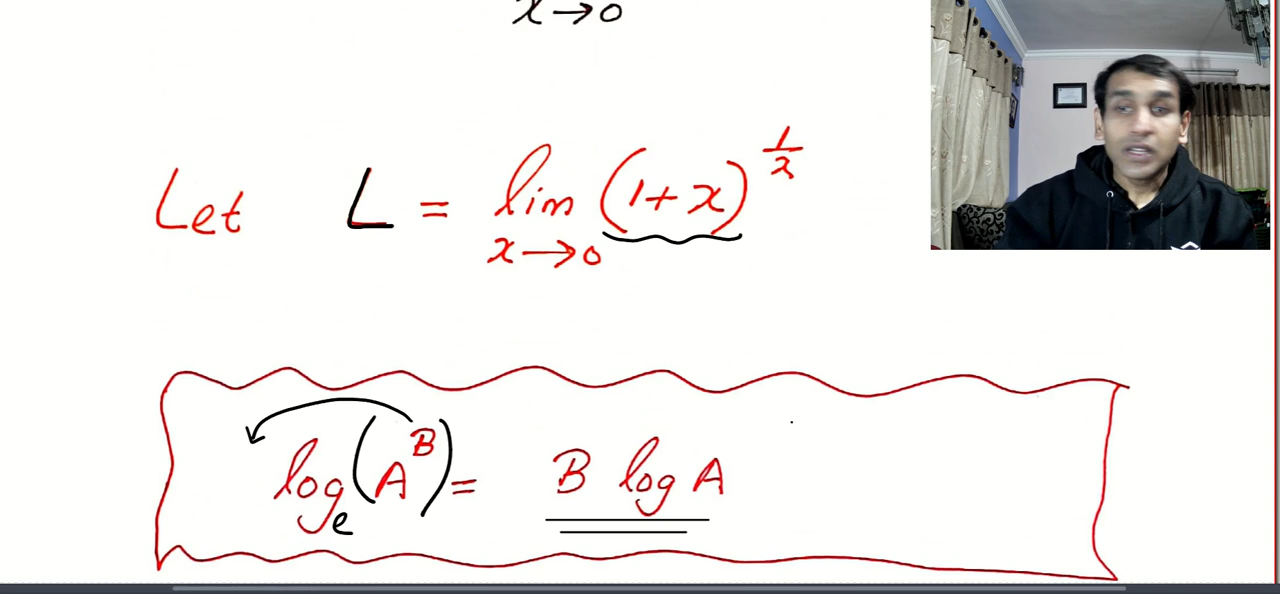 x→0
Let L = lim (1+x)^{1/x}
x→0
log_e(A^B) = B log A